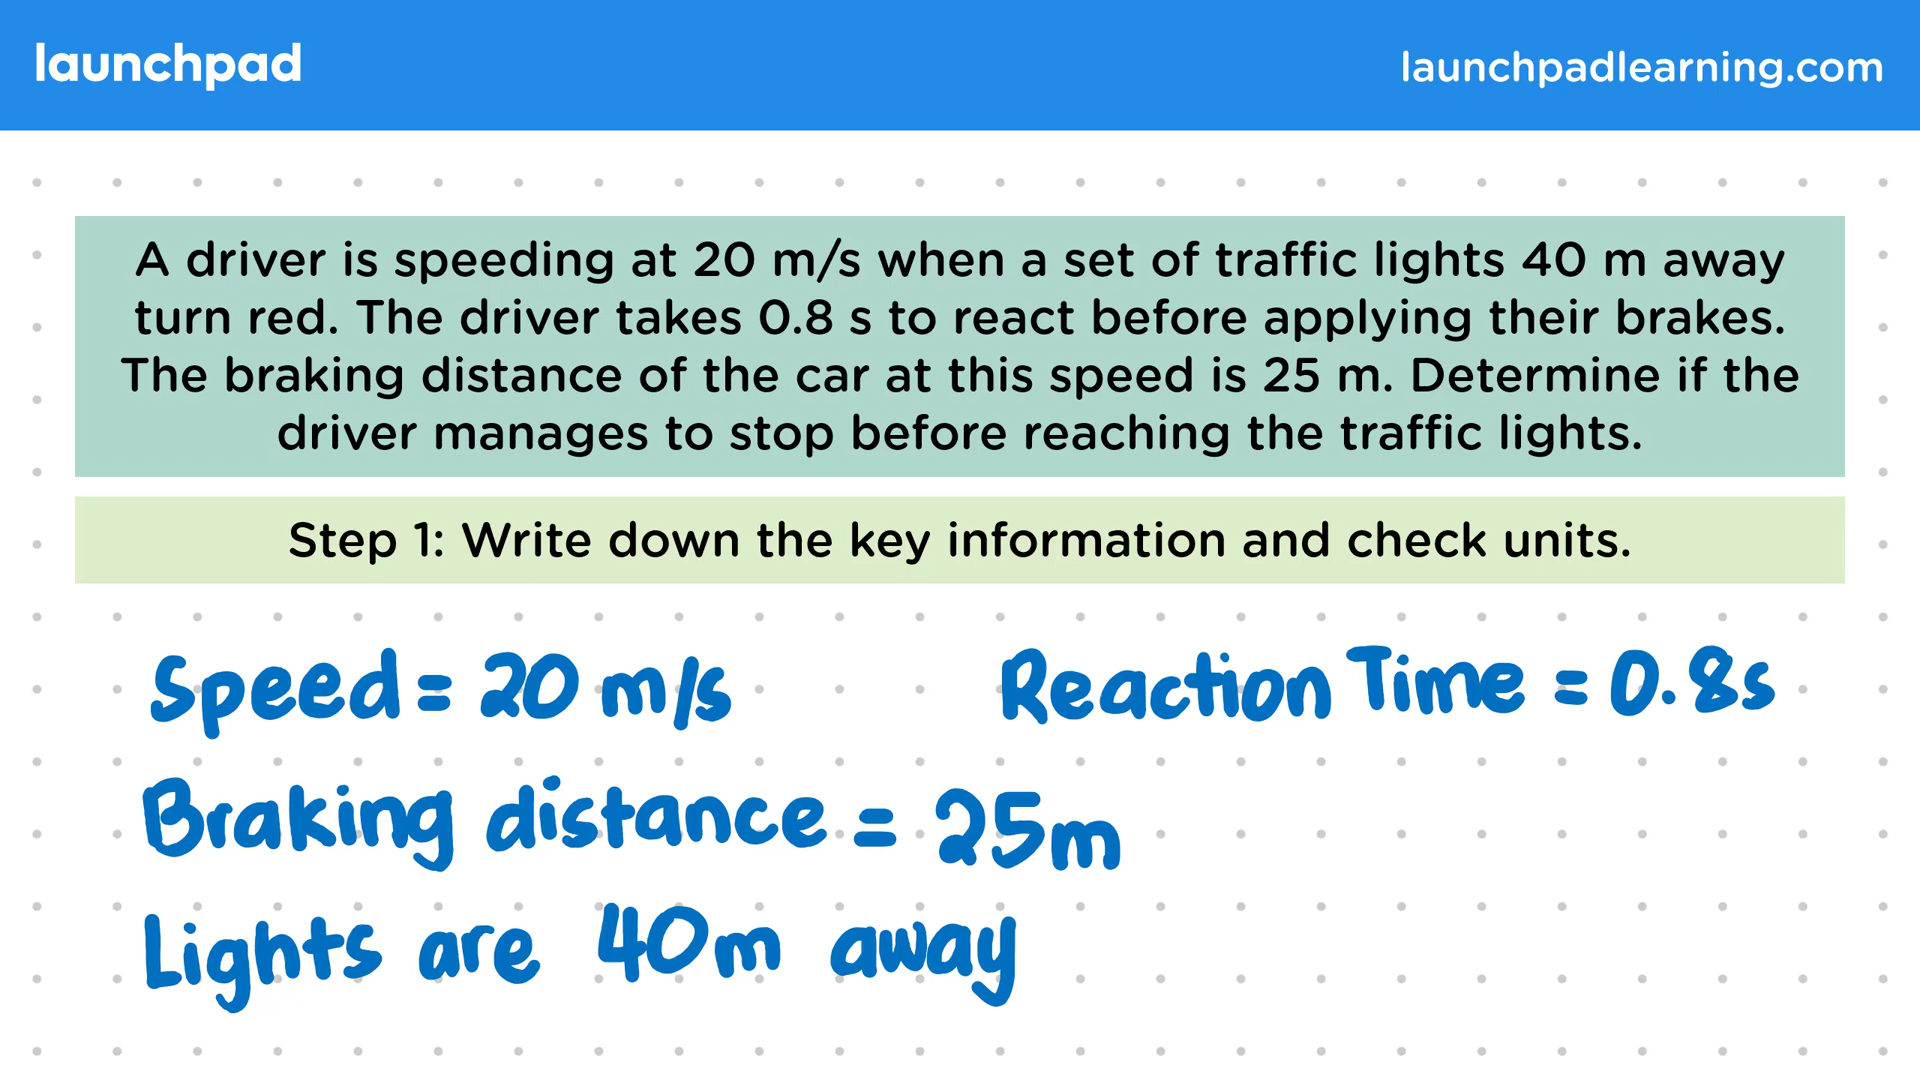 launchpad
launchpadlearning.com
A driver is speeding at 20 m/s when a set of traffic lights 40 m away
turn red. The driver takes 0.8 s to react before applying their brakes.
The braking distance of the car at this speed is 25 m. Determine if the
driver manages to stop before reaching the traffic lights.
Step 1: Write down the key information and check units.
Speed = 20 m/s
Reaction Time = 0.8s
Braking distance = 25m
Lights are 40m away